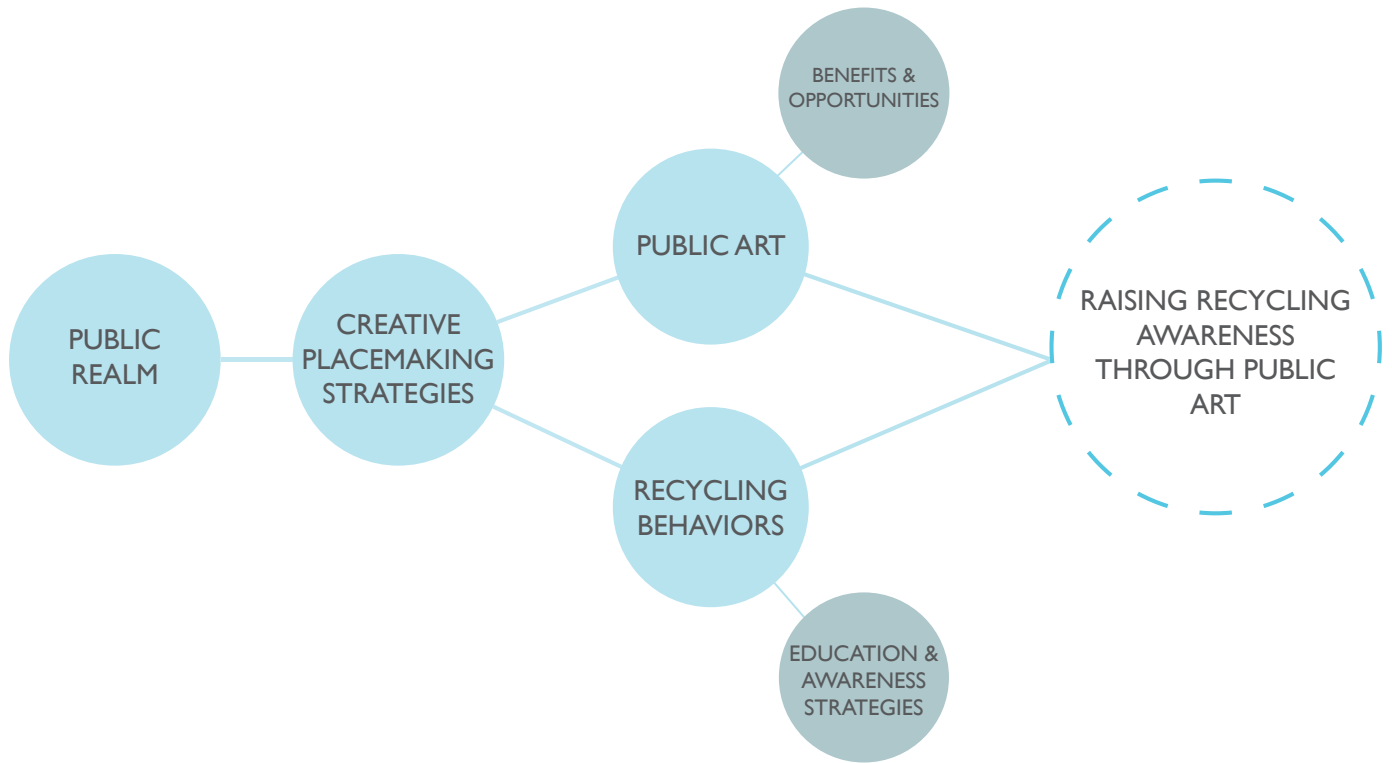 PUBLIC
REALM
CREATIVE
PLACEMAKING
STRATEGIES
PUBLIC ART
BENEFITS &
OPPORTUNITIES
RECYCLING
BEHAVIORS
EDUCATION &
AWARENESS
STRATEGIES
RAISING RECYCLING
AWARENESS
THROUGH PUBLIC
ART